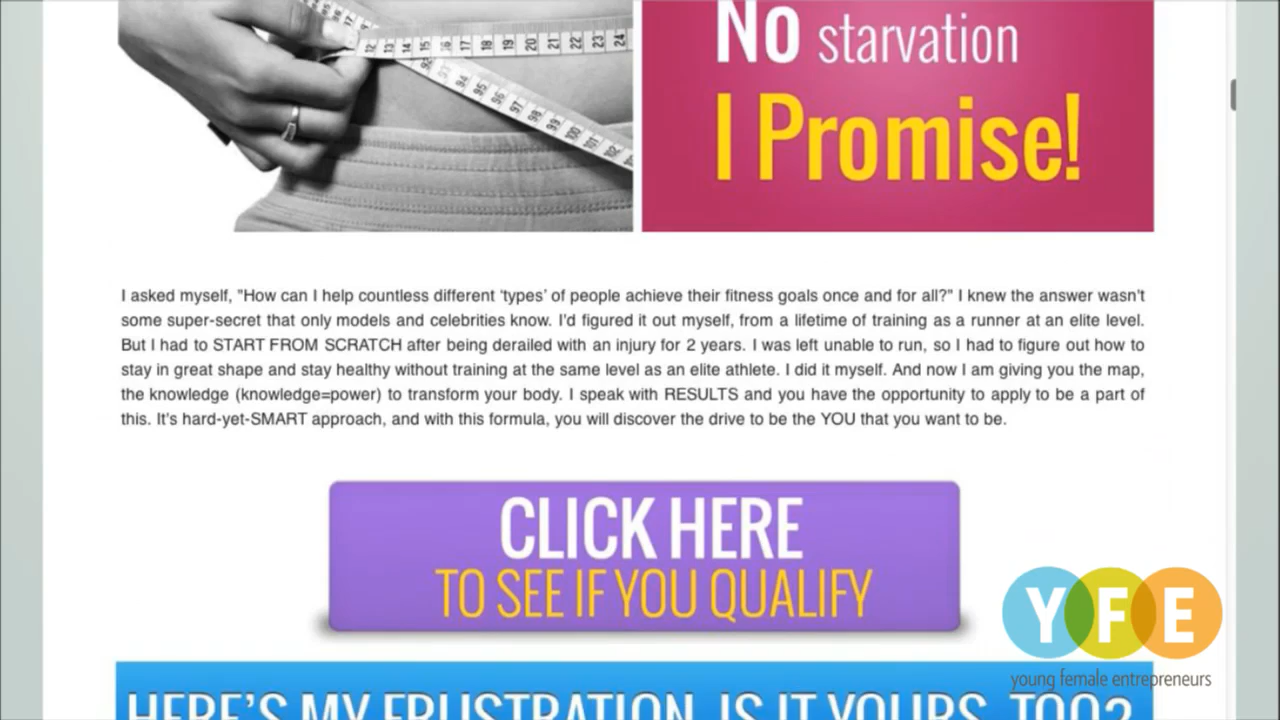 No starvation
I Promise!
I asked myself, "How can I help countless different 'types' of people achieve their fitness goals once and for all?" I knew the answer wasn't
some super-secret that only models and celebrities know. I'd figured it out myself, from a lifetime of training as a runner at an elite level.
But I had to START FROM SCRATCH after being derailed with an injury for 2 years. I was left unable to run, so I had to figure out how to
stay in great shape and stay healthy without training at the same level as an elite athlete. I did it myself. And now I am giving you the map,
the knowledge (knowledge=power) to transform your body. I speak with RESULTS and you have the opportunity to apply to be a part of
this. It's hard-yet-SMART approach, and with this formula, you will discover the drive to be the YOU that you want to be.
CLICK HERE
TO SEE IF YOU QUALIFY
YFE
young female entrepreneurs
HERE'S MY FRUSTRATION, IS IT YOURS, TOO?